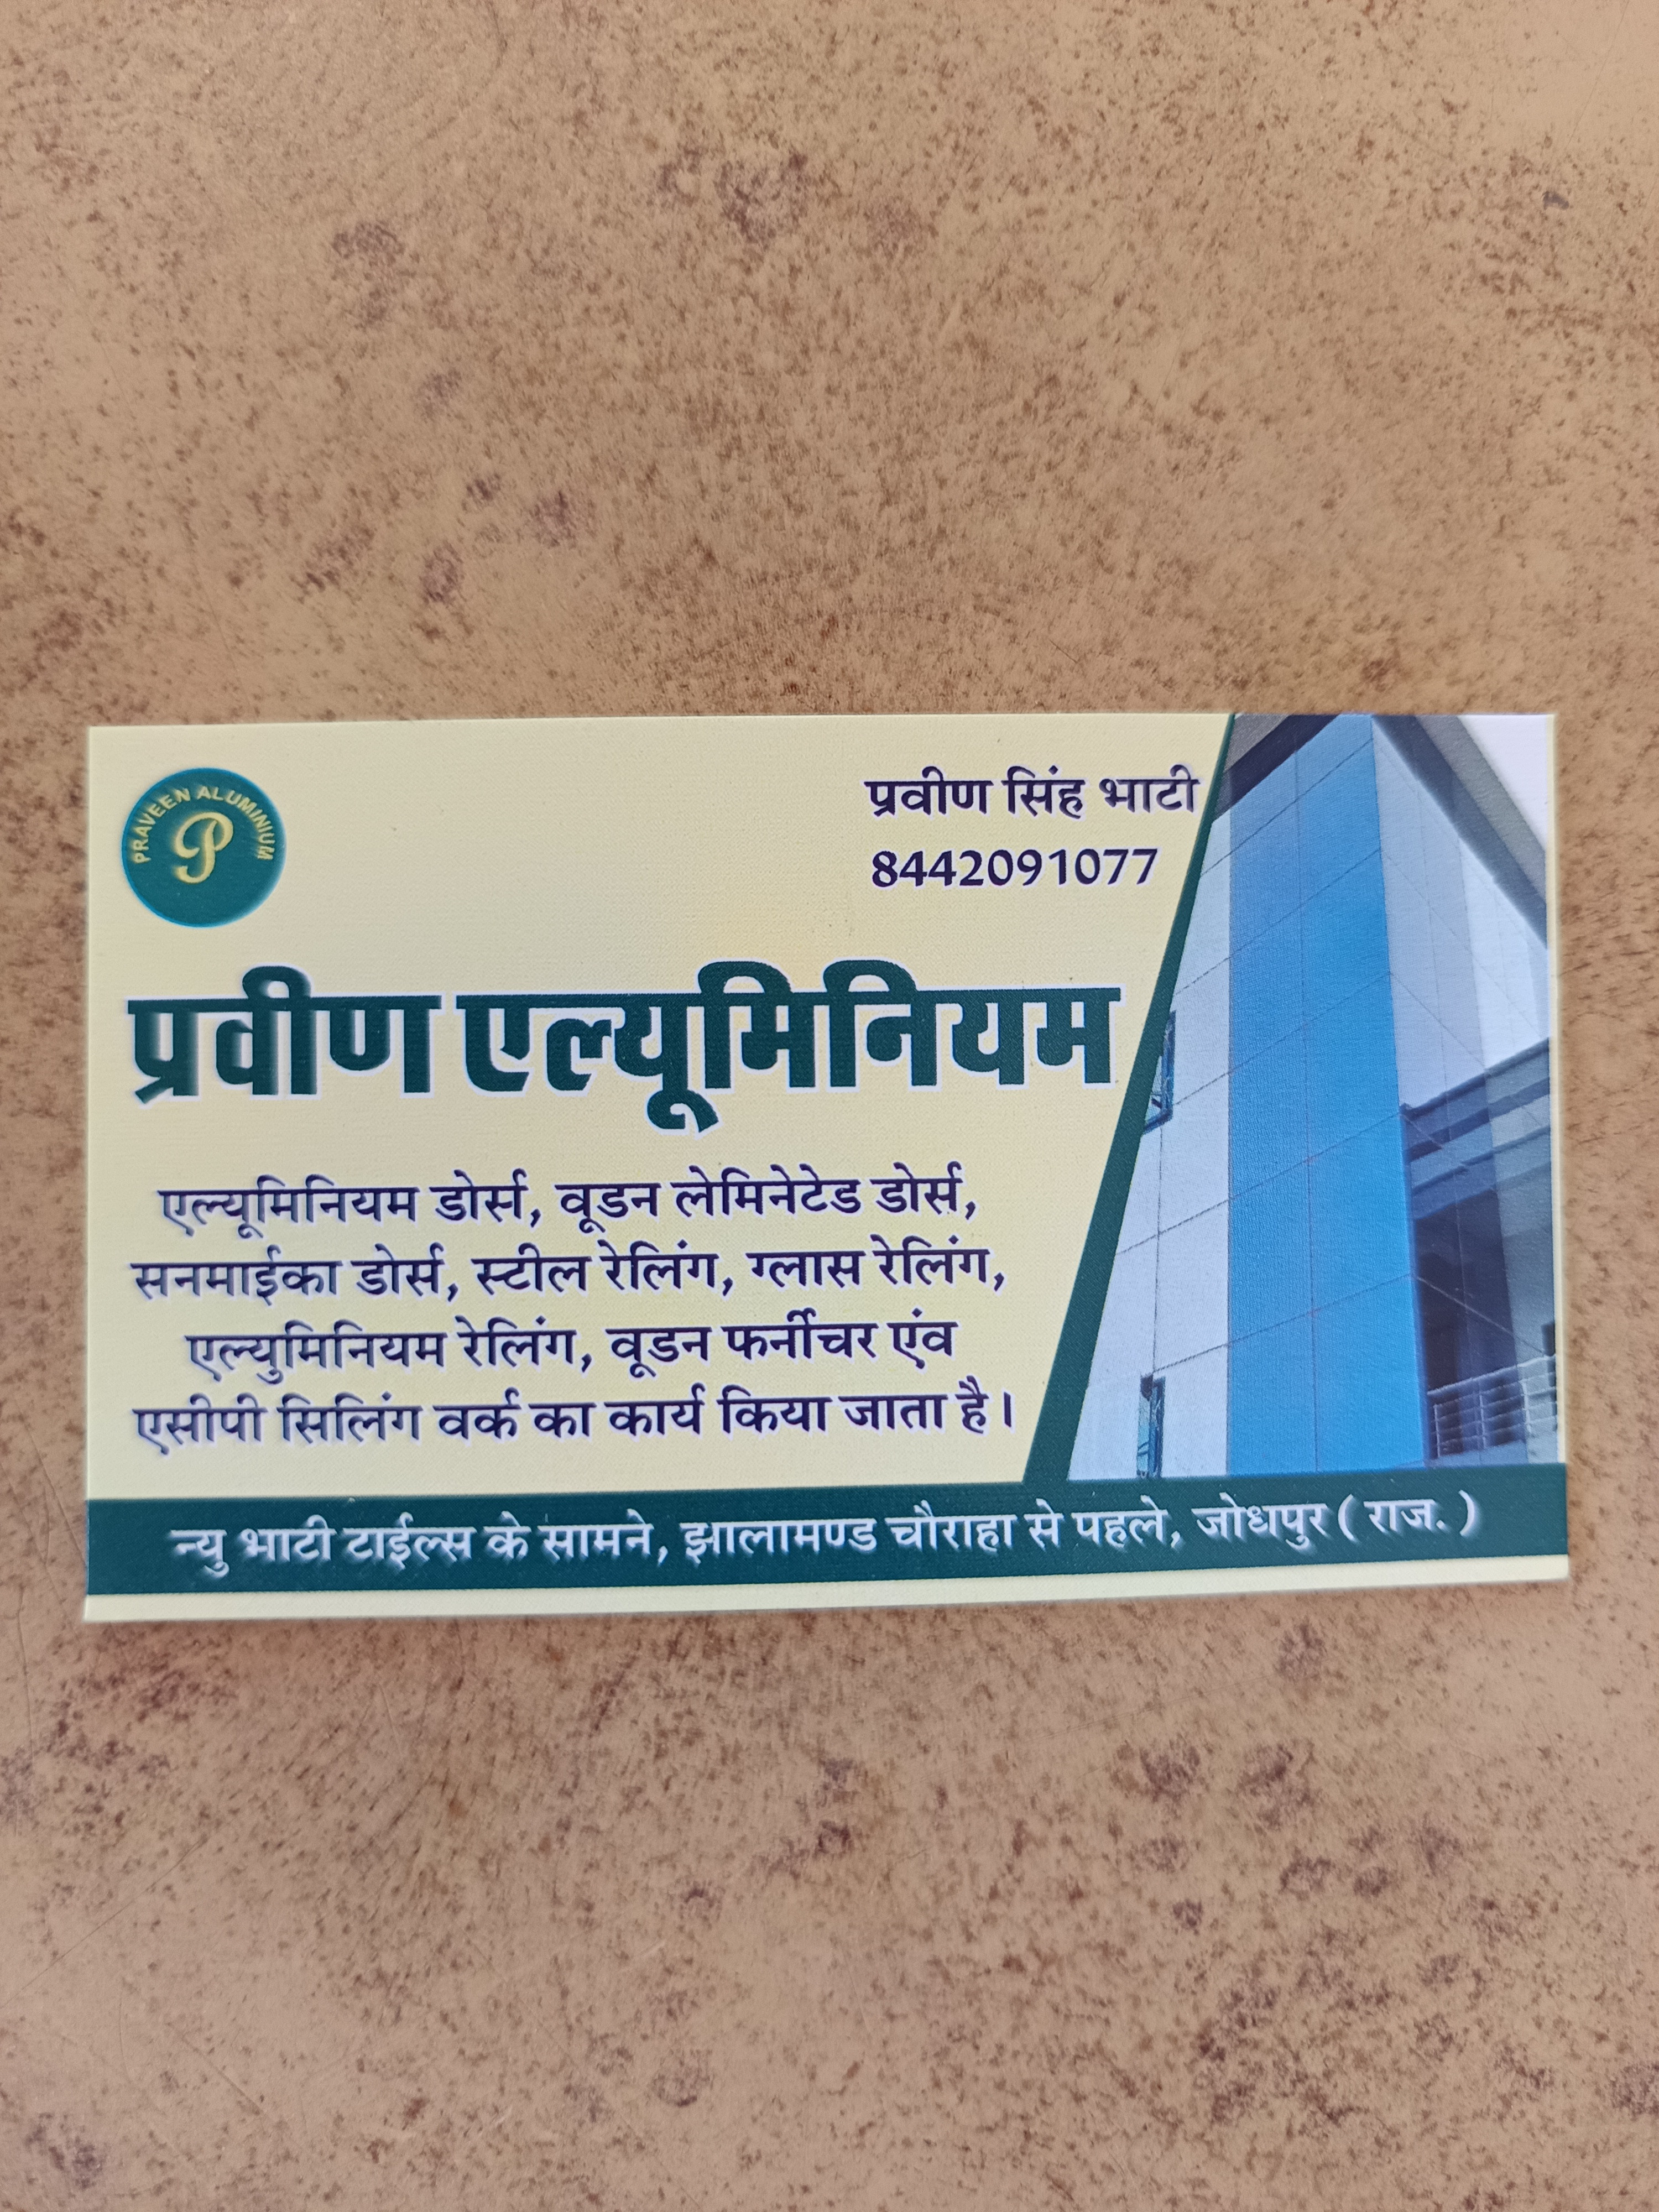 PRAVEEN ALUMINIUM
P
प्रवीण सिंह भाटी
8442091077
प्रवीण एल्यूमिनियम
एल्यूमिनियम डोर्स, वूडन लेमिनेटेड डोर्स,
सनमाईका डोर्स, स्टील रेलिंग, ग्लास रेलिंग,
एल्युमिनियम रेलिंग, वूडन फर्नीचर एंव
एसीपी सिलिंग वर्क का कार्य किया जाता है।
न्यु भाटी टाईल्स के सामने, झालामण्ड चौराहा से पहले, जोधपुर ( राज. )